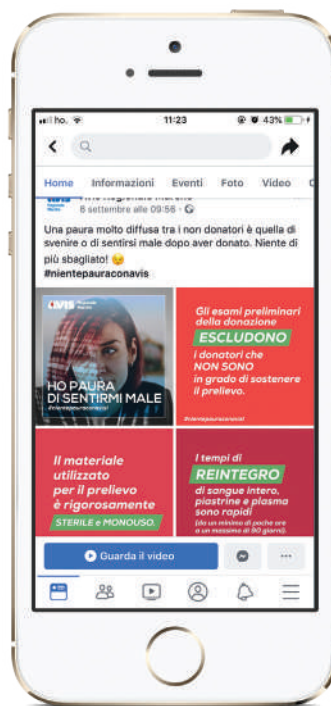 ho.
11:23
43%
Home Informazioni Eventi Foto Video
6 settembre alle 09:56
Una paura molto diffusa tra i non donatori è quella di
svenire o di sentirsi male dopo aver donato. Niente di
più sbagliato! 😉
#nientepauraconavis
AVIS
HO PAURA
DI SENTIRMI MALE
#nientepauraconavis
Gli esami preliminari
della donazione
ESCLUDONO
i donatori che
NON SONO
in grado di sostenere
il prelievo.
#nientepauraconavis
Il materiale
utilizzato
per il prelievo
è rigorosamente
STERILE e MONOUSO.
I tempi di
REINTEGRO
di sangue intero,
piastrine e plasma
sono rapidi
(da un minimo di poche ore
a un massimo di 90 giorni).
Guarda il video